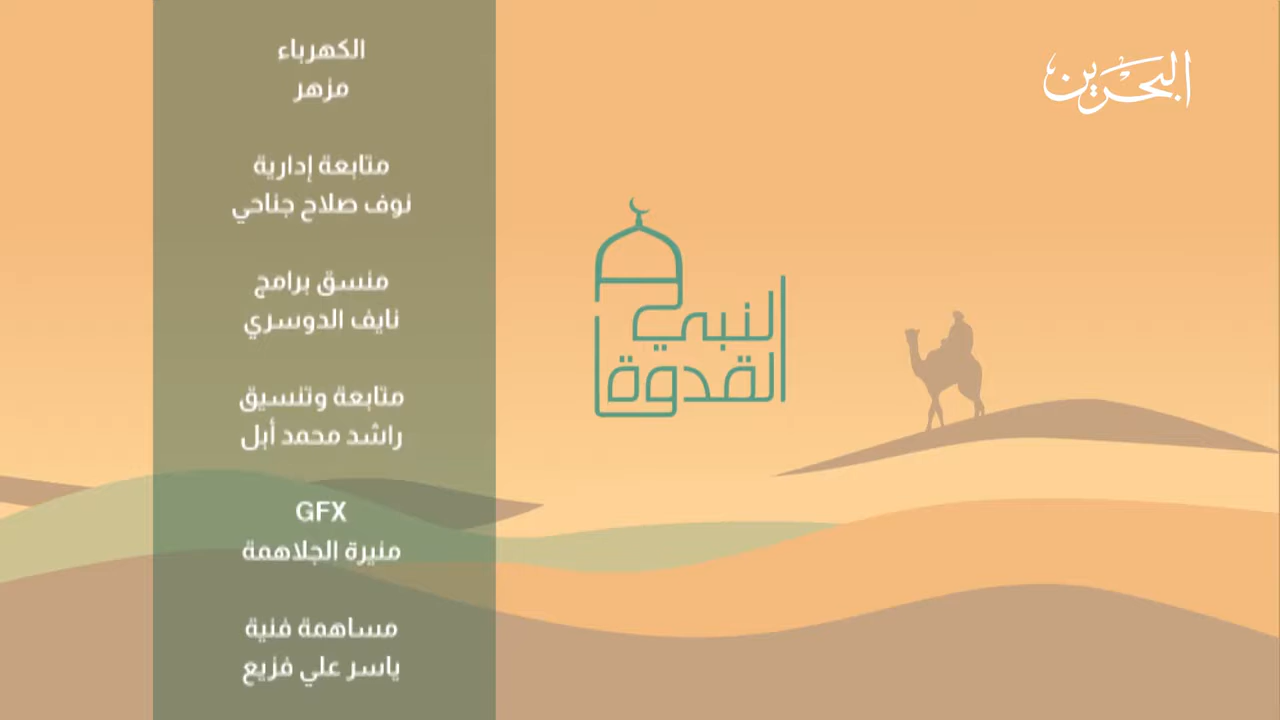 البحرين
الكهرباء
مزهر
متابعة إدارية
نوف صلاح جناحي
منسق برامج
نايف الدوسري
متابعة وتنسيق
راشد محمد أبل
GFX
منيرة الجلاهمة
مساهمة فنية
ياسر علي فزيع
النبي
القدوة